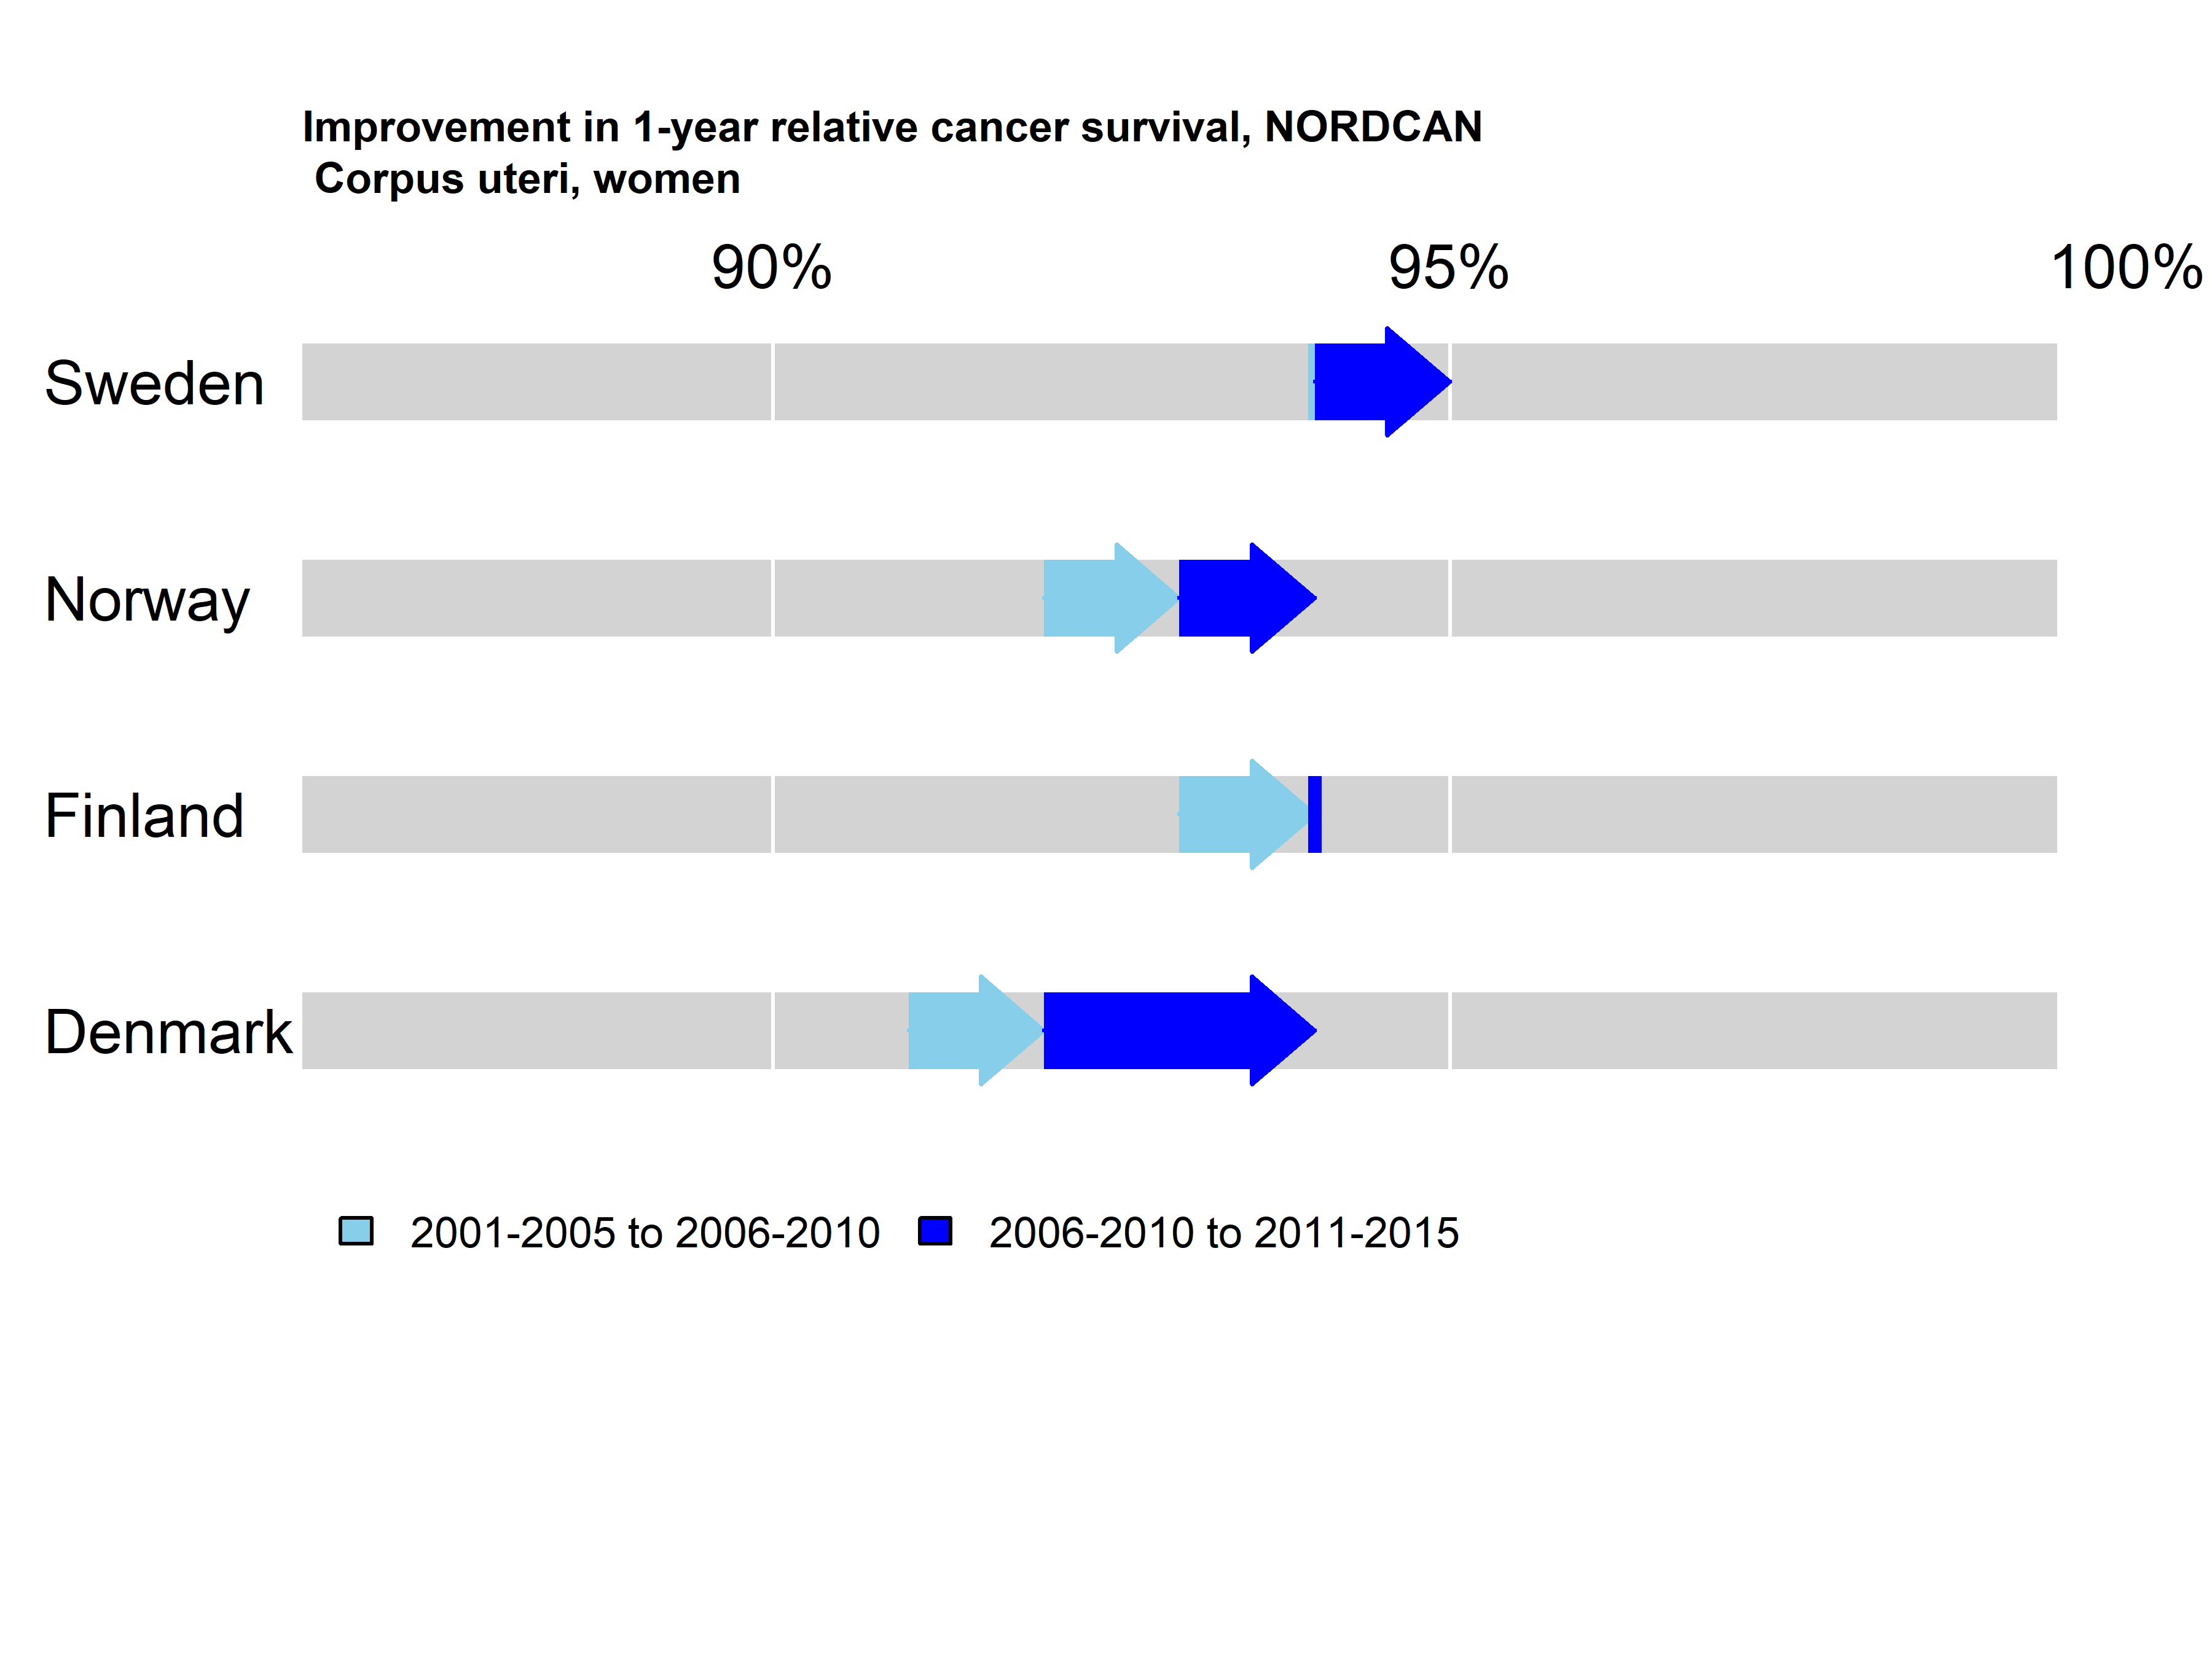 Improvement in 1-year relative cancer survival, NORDCAN
Corpus uteri, women
90% 95% 100%
Sweden
Norway
Finland
Denmark
2001-2005 to 2006-2010 2006-2010 to 2011-2015